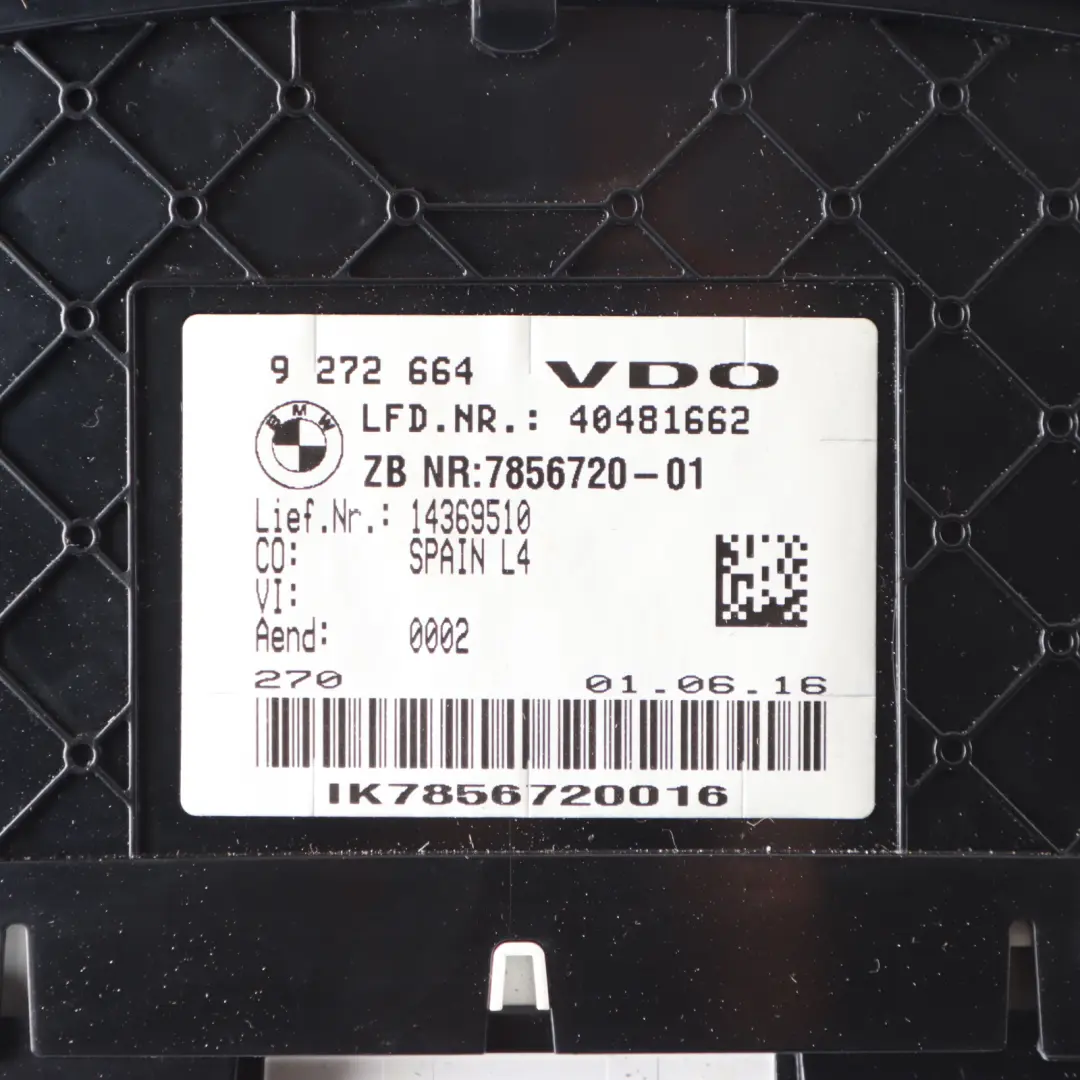 9 272 664 VDO
BMW
LFD.NR.: 40481662
ZB NR:7856720-01
Lief.Nr.: 14369510
CO: SPAIN L4
VI:
Aend: 0002
270 01.06.16
IK7856720016